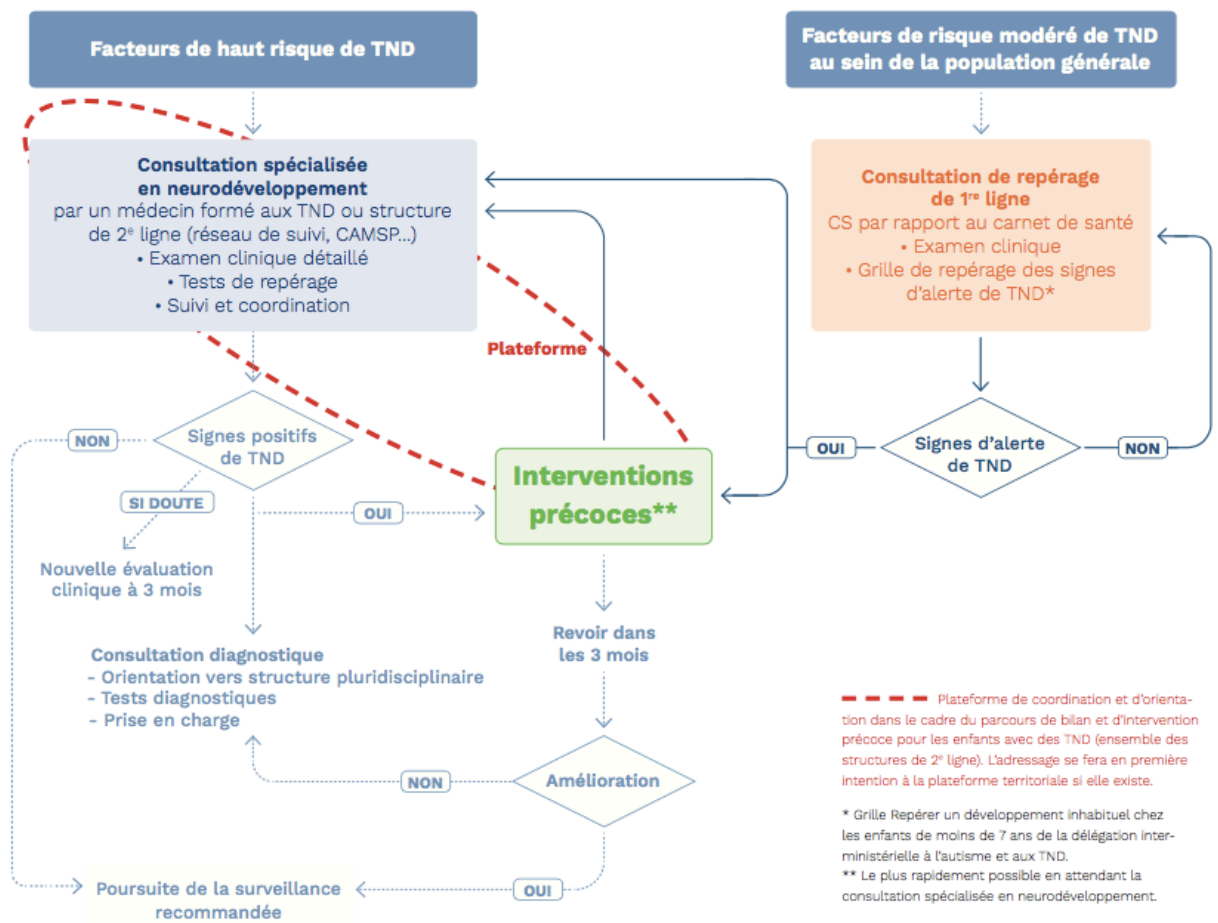 Facteurs de haut risque de TND
Facteurs de risque modéré de TND
au sein de la population générale
Consultation spécialisée
en neurodéveloppement
par un médecin formé aux TND ou structure
de 2e ligne (réseau de suivi, CAMSP...)
• Examen clinique détaillé
• Tests de repérage
• Suivi et coordination
Consultation de repérage
de 1re ligne
CS par rapport au carnet de santé
• Examen clinique
• Grille de repérage des signes
d'alerte de TND*
Plateforme
NON
Signes positifs
de TND
SI DOUTE
OUI
Interventions
précoces**
OUI
Signes d'alerte
de TND
NON
Nouvelle évaluation
clinique à 3 mois
Revoir dans
les 3 mois
Consultation diagnostique
- Orientation vers structure pluridisciplinaire
- Tests diagnostiques
- Prise en charge
NON
Amélioration
OUI
Poursuite de la surveillance
recommandée
Plateforme de coordination et d'orienta-
tion dans le cadre du parcours de bilan et d'intervention
précoce pour les enfants avec des TND (ensemble des
structures de 2e ligne). L'adressage se fera en première
intention à la plateforme territoriale si elle existe.
* Grille Repérer un développement inhabituel chez
les enfants de moins de 7 ans de la délégation inter-
ministérielle à l'autisme et aux TND.
** Le plus rapidement possible en attendant la
consultation spécialisée en neurodéveloppement.